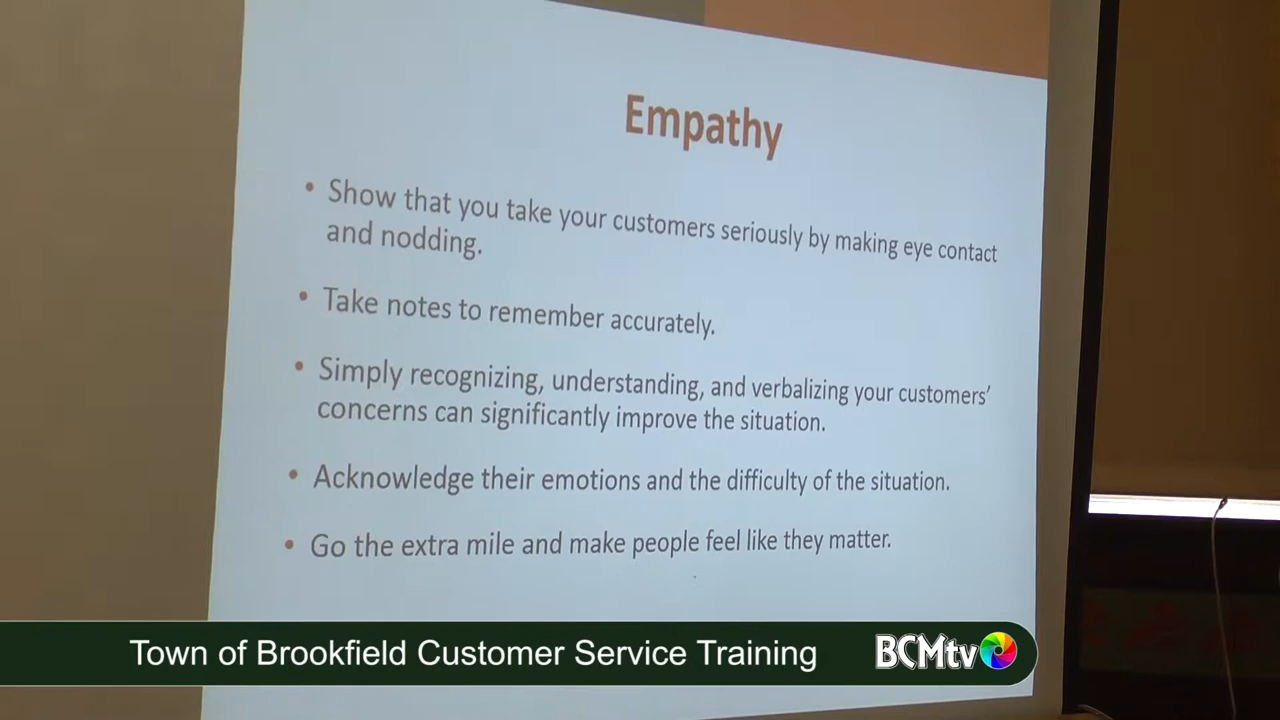 Empathy
• Show that you take your customers seriously by making eye contact
and nodding.
• Take notes to remember accurately.
• Simply recognizing, understanding, and verbalizing your customers’
concerns can significantly improve the situation.
• Acknowledge their emotions and the difficulty of the situation.
• Go the extra mile and make people feel like they matter.
Town of Brookfield Customer Service Training
BCMtv